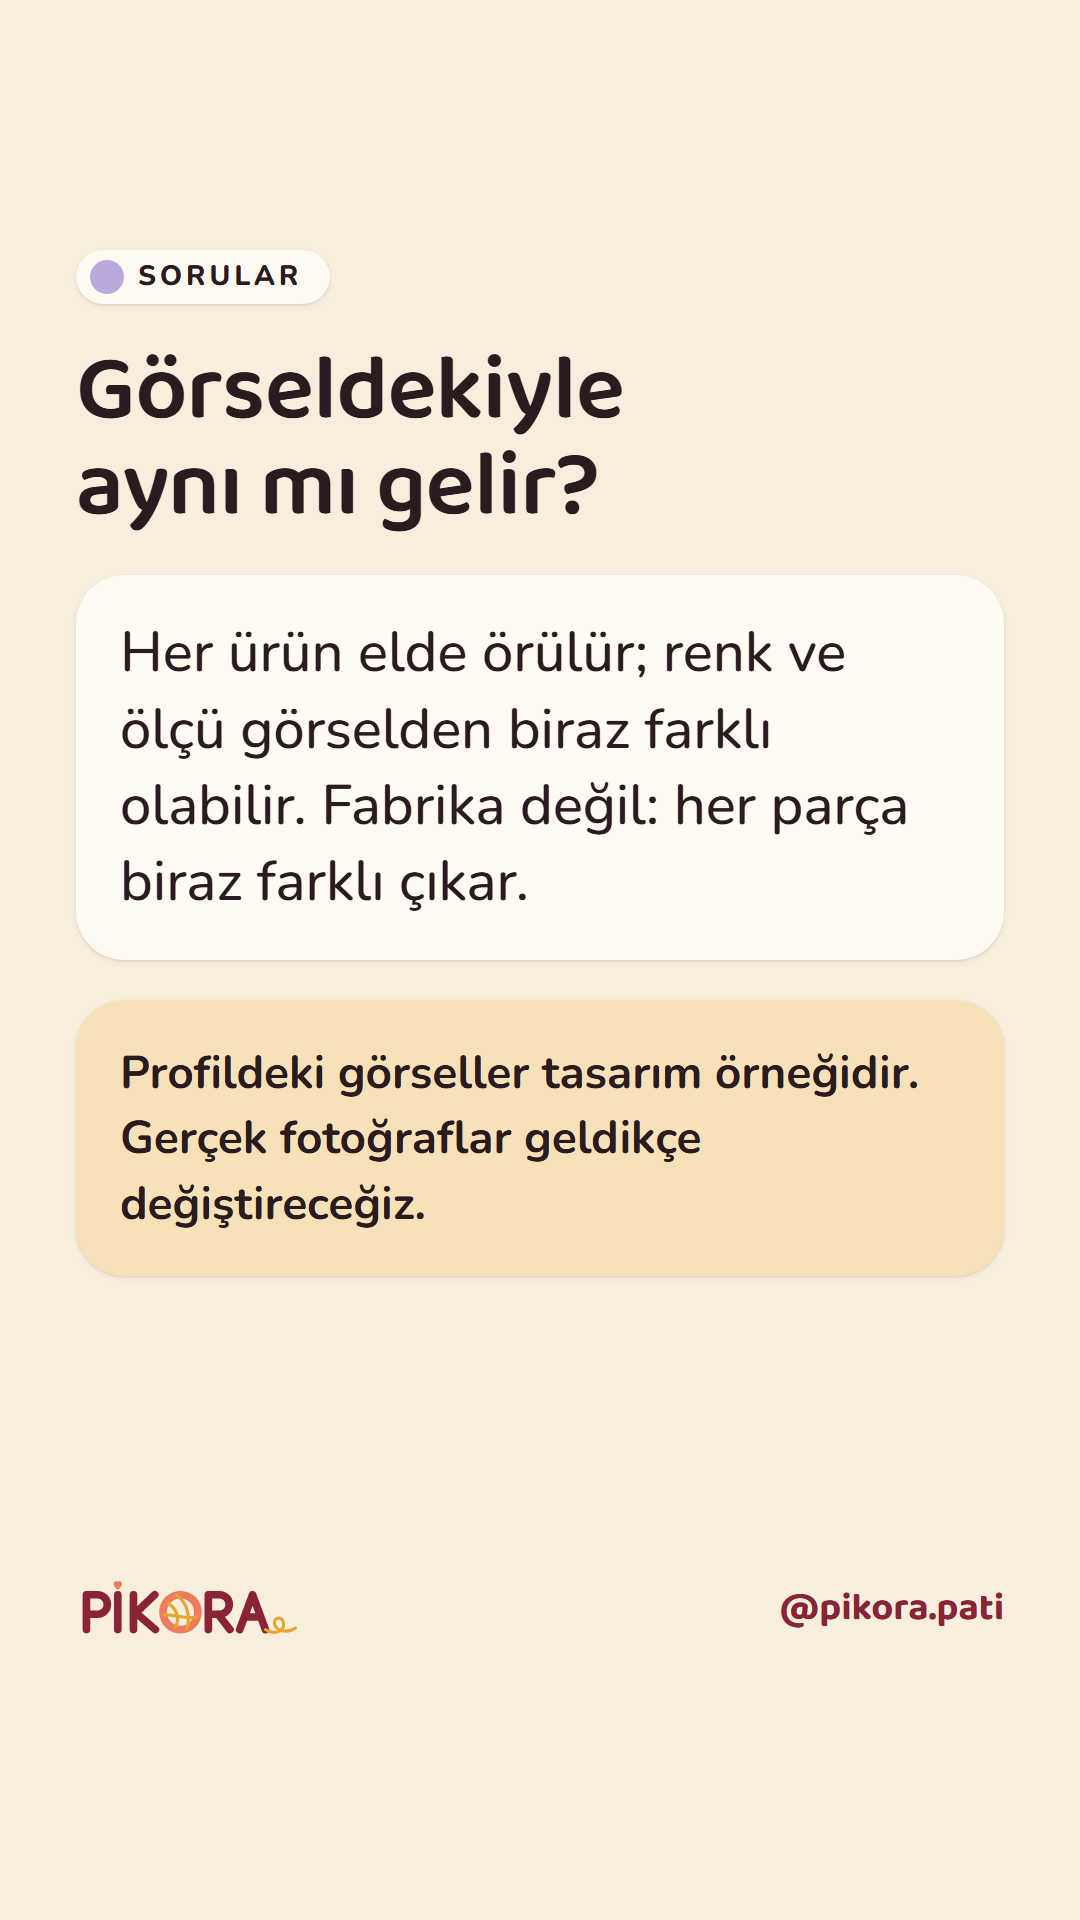 SORULAR
Görseldekiyle
aynı mı gelir?
Her ürün elde örülür; renk ve
ölçü görselden biraz farklı
olabilir. Fabrika değil: her parça
biraz farklı çıkar.
Profildeki görseller tasarım örneğidir.
Gerçek fotoğraflar geldikçe
değiştireceğiz.
PİKORA
@pikora.pati